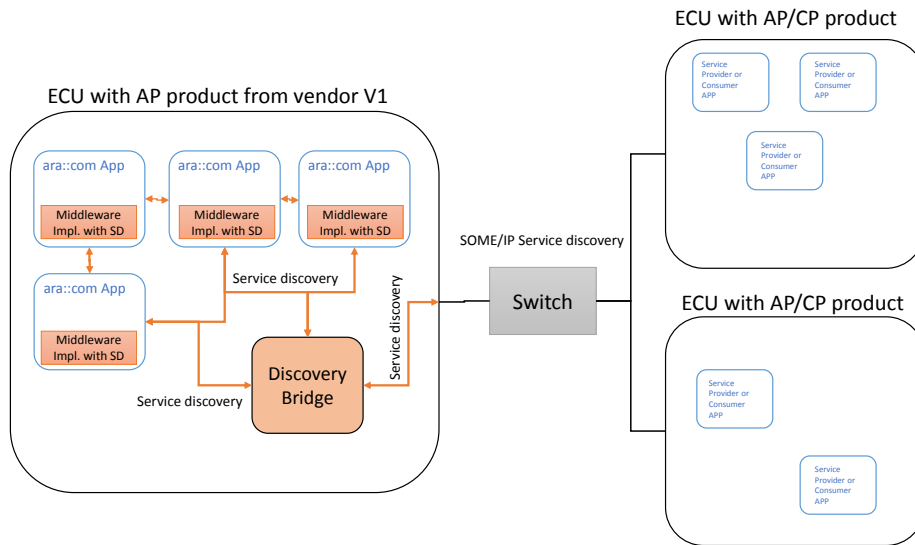 ECU with AP product from vendor V1
ara::com App
Middleware
Impl. with SD
ara::com App
Middleware
Impl. with SD
ara::com App
Middleware
Impl. with SD
ara::com App
Middleware
Impl. with SD
Service discovery
Service discovery
Service discovery
Discovery
Bridge
SOME/IP Service discovery
Switch
ECU with AP/CP product
Service
Provider or
Consumer
APP
Service
Provider or
Consumer
APP
Service
Provider or
Consumer
APP
ECU with AP/CP product
Service
Provider or
Consumer
APP
Service
Provider or
Consumer
APP